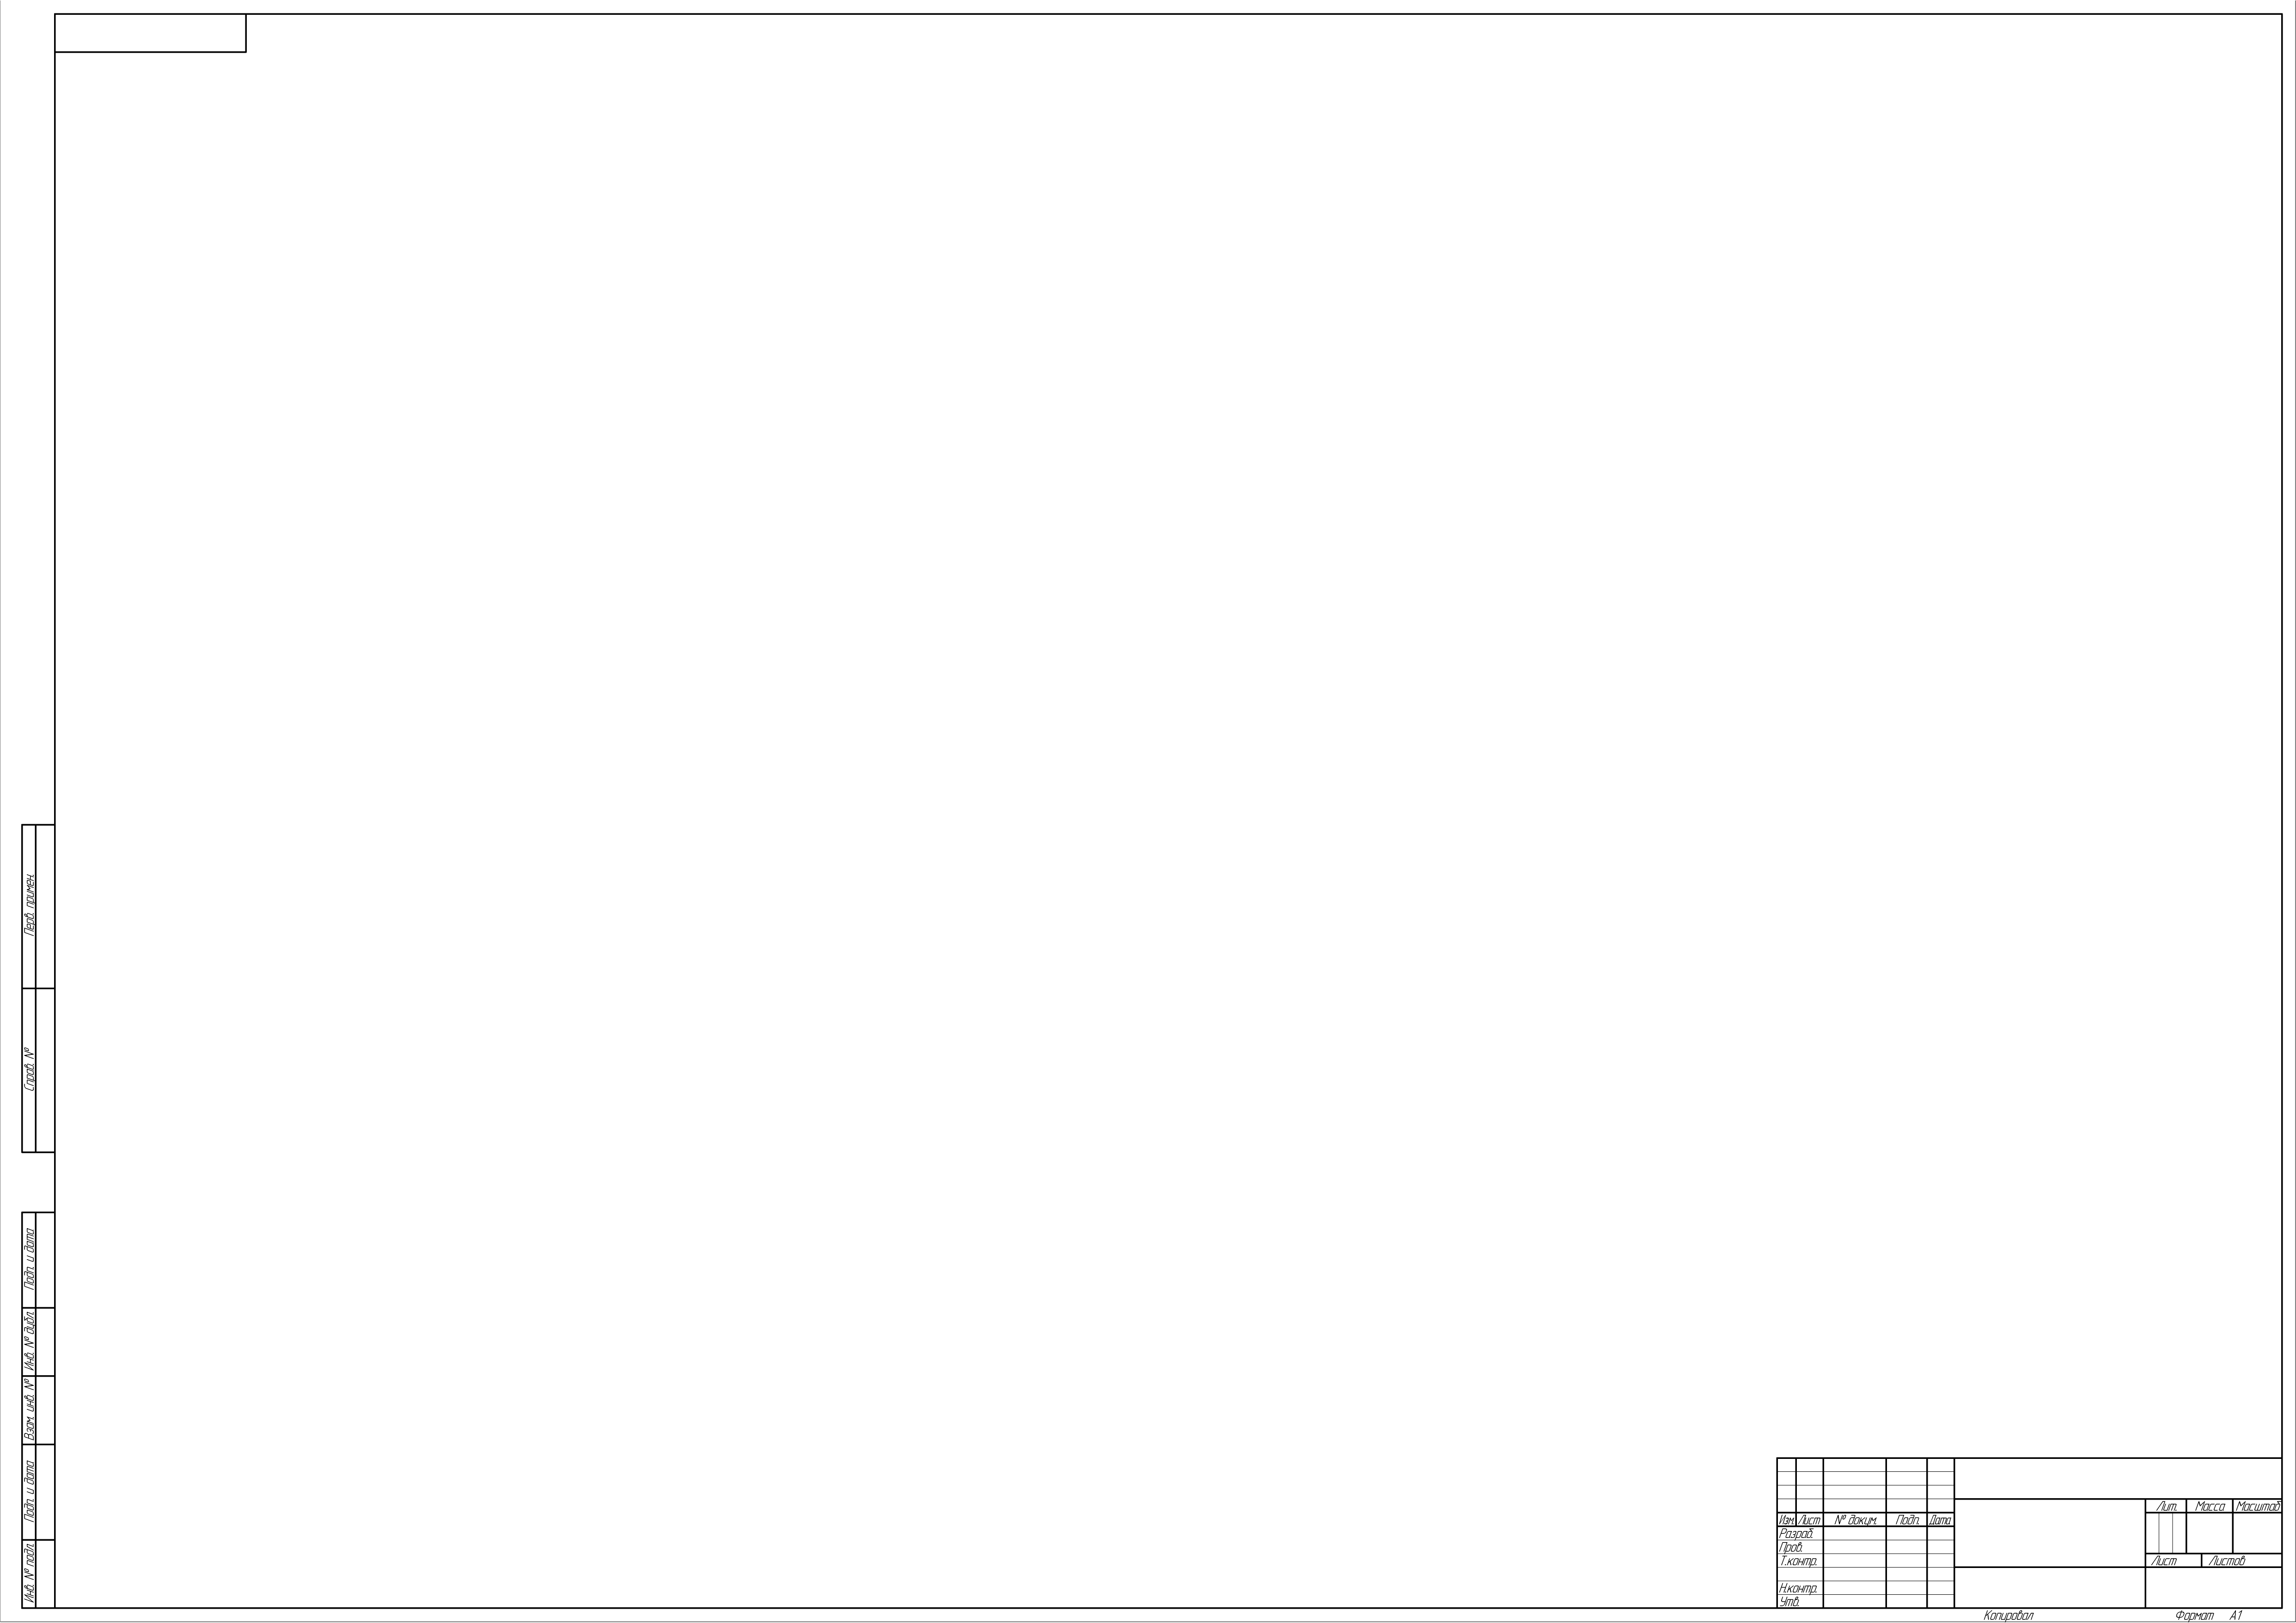 Перв. примен.
Справ. №
Подп. и дата
Инв. № дубл.
Взам. инв. №
Подп. и дата
Инв. № подл.
Лит. Масса Масштаб
Изм. Лист № докум. Подп. Дата
Разраб.
Пров.
Т.контр.
Лист Листов
Н.контр.
Утв.
Копировал Формат А1